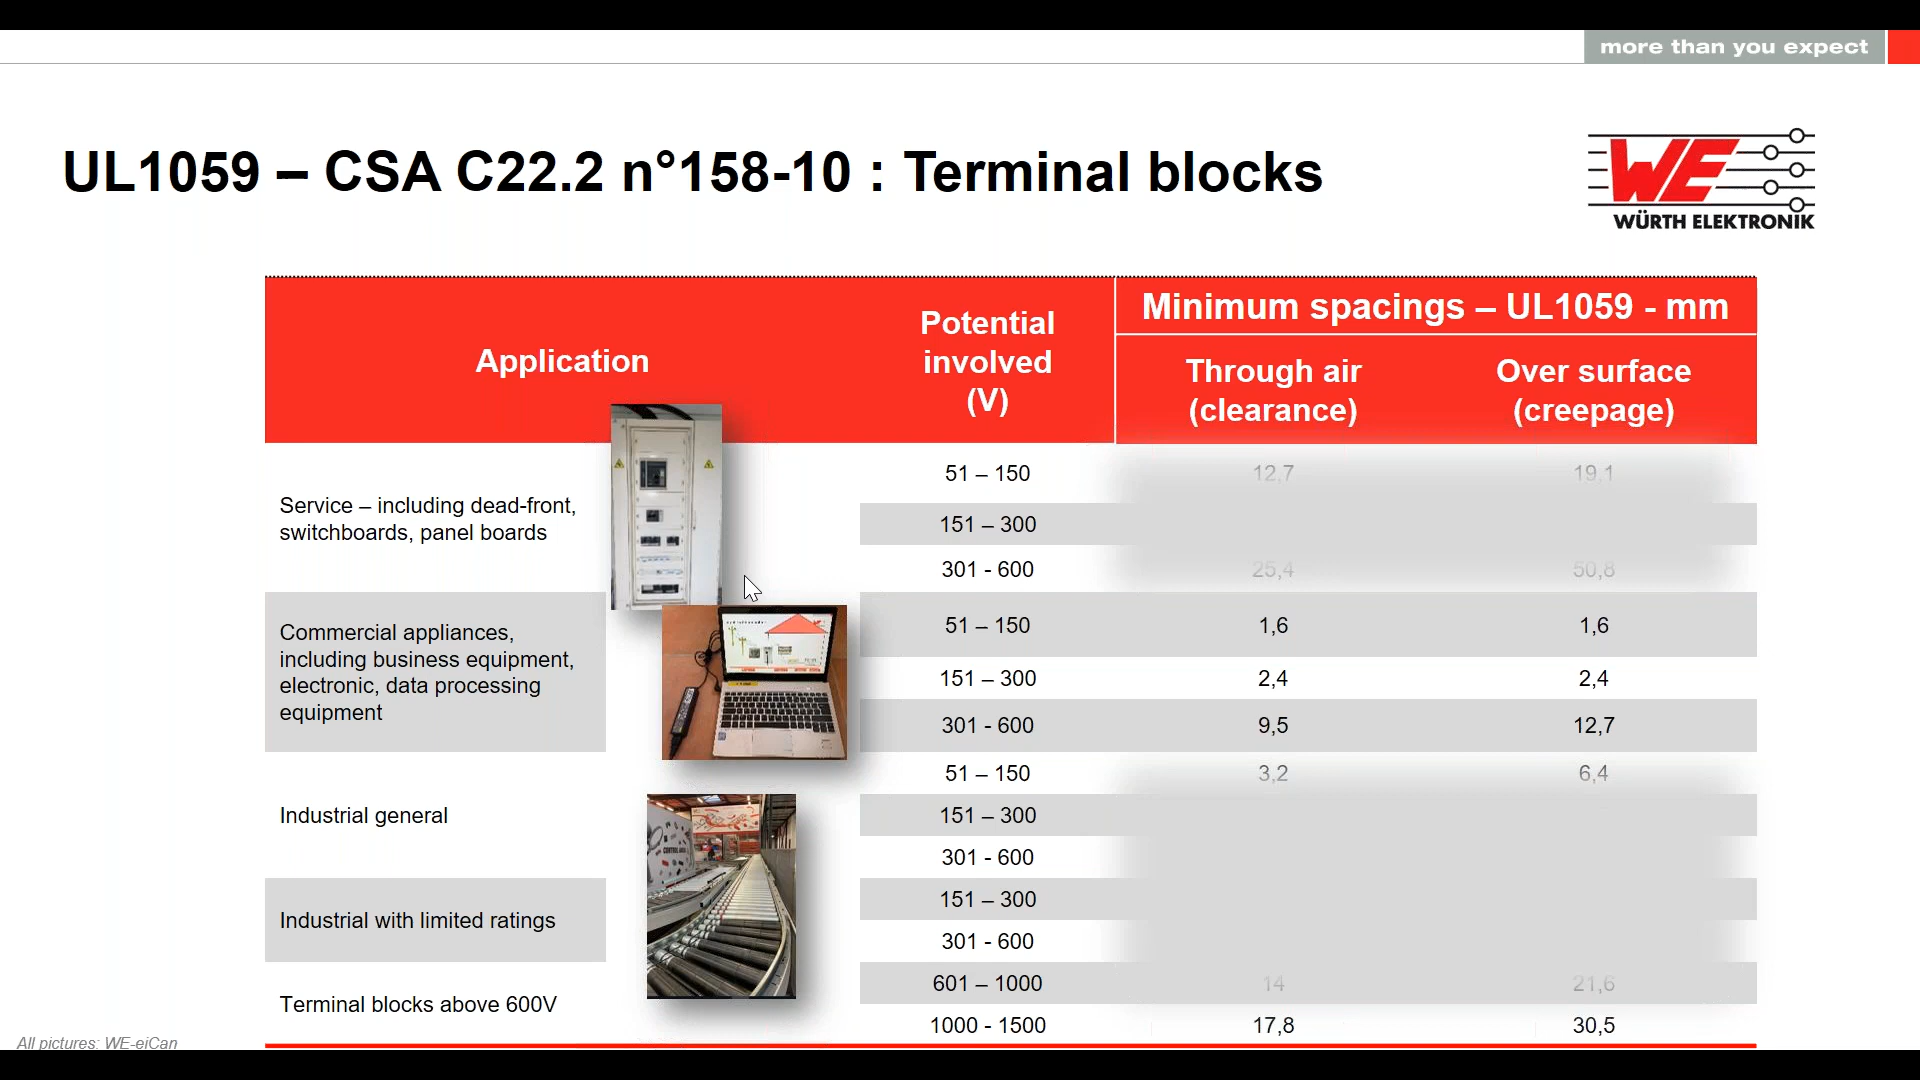 more than you expect
UL1059 – CSA C22.2 n°158-10 : Terminal blocks
WE
WÜRTH ELEKTRONIK
Application
Potential
involved
(V)
Minimum spacings – UL1059 - mm
Through air
(clearance)
Over surface
(creepage)
Service – including dead-front,
switchboards, panel boards
51 – 150 12,7 19,1
151 – 300
301 - 600 25,4 50,8
Commercial appliances,
including business equipment,
electronic, data processing
equipment
51 – 150 1,6 1,6
151 – 300 2,4 2,4
301 - 600 9,5 12,7
Industrial general
51 – 150 3,2 6,4
151 – 300
301 - 600
Industrial with limited ratings
151 – 300
301 - 600
Terminal blocks above 600V
601 – 1000 14 21,6
1000 - 1500 17,8 30,5
All pictures: WE-eiCan